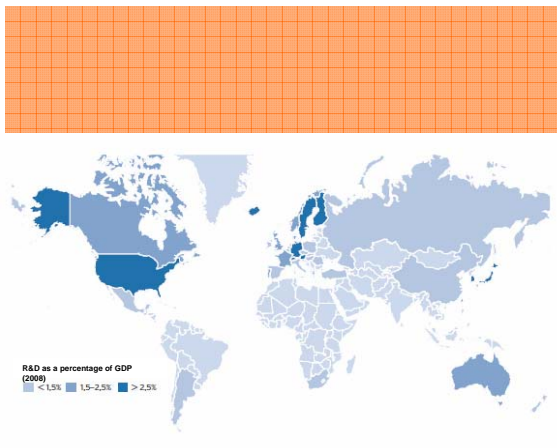 R&D as a percentage of GDP
(2008)
<1,5% 1,5–2,5% > 2,5%